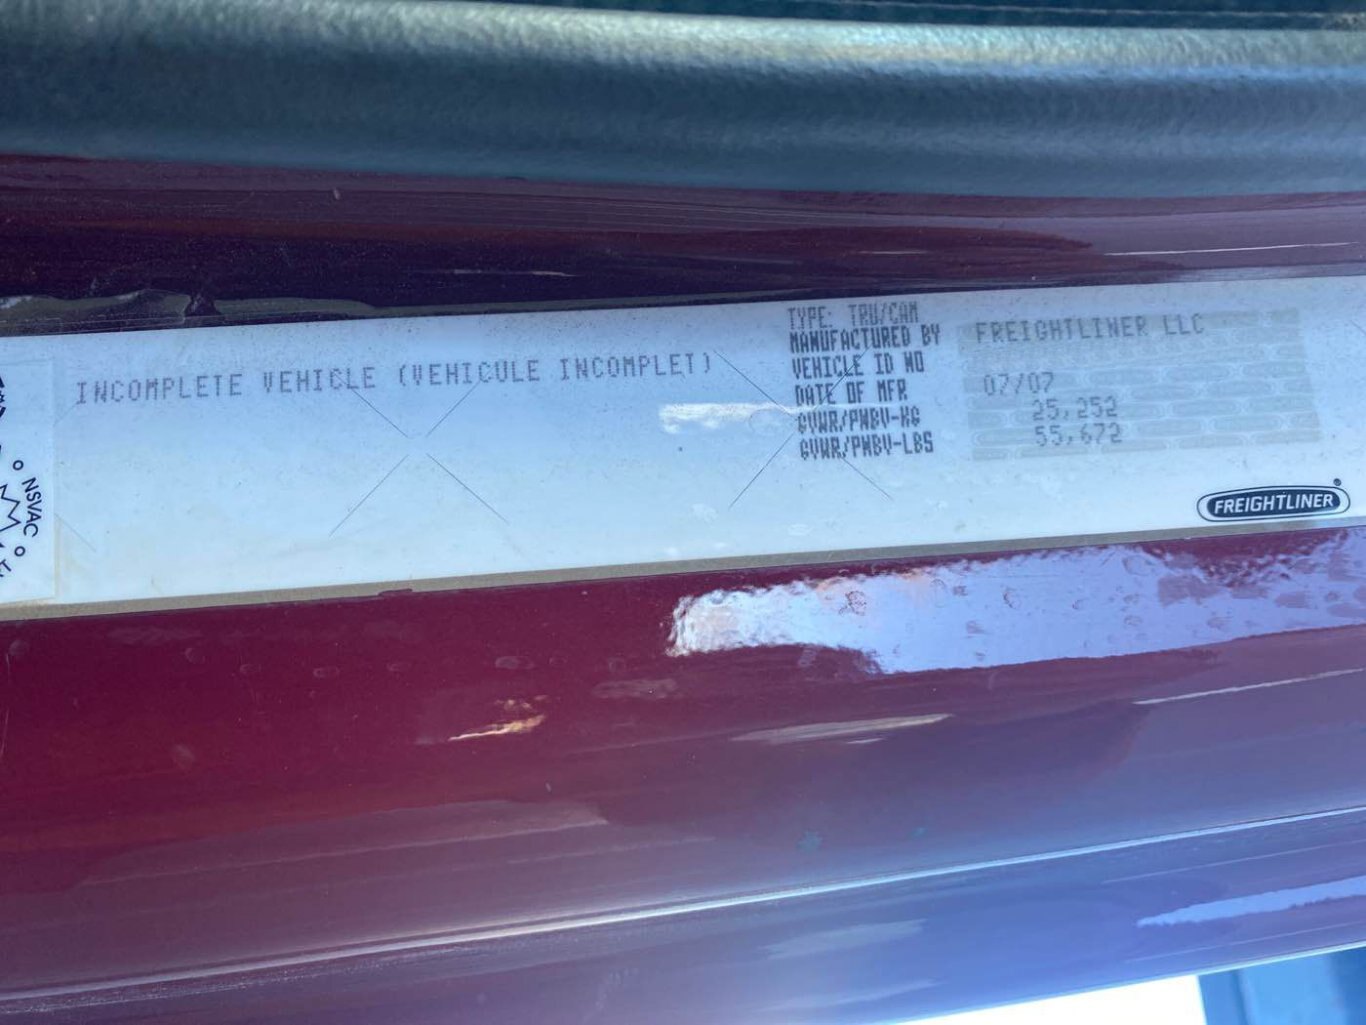 INCOMPLETE VEHICLE (VEHICULE INCOMPLET)
TYPE: TRU/CAM
MANUFACTURED BY FREIGHTLINER LLC
VEHICLE ID NO
DATE OF MFR 07/07
GVWR/PNBV-KG 25,252
GVWR/PNBV-LBS 55,672
FREIGHTLINER®
NSVAC